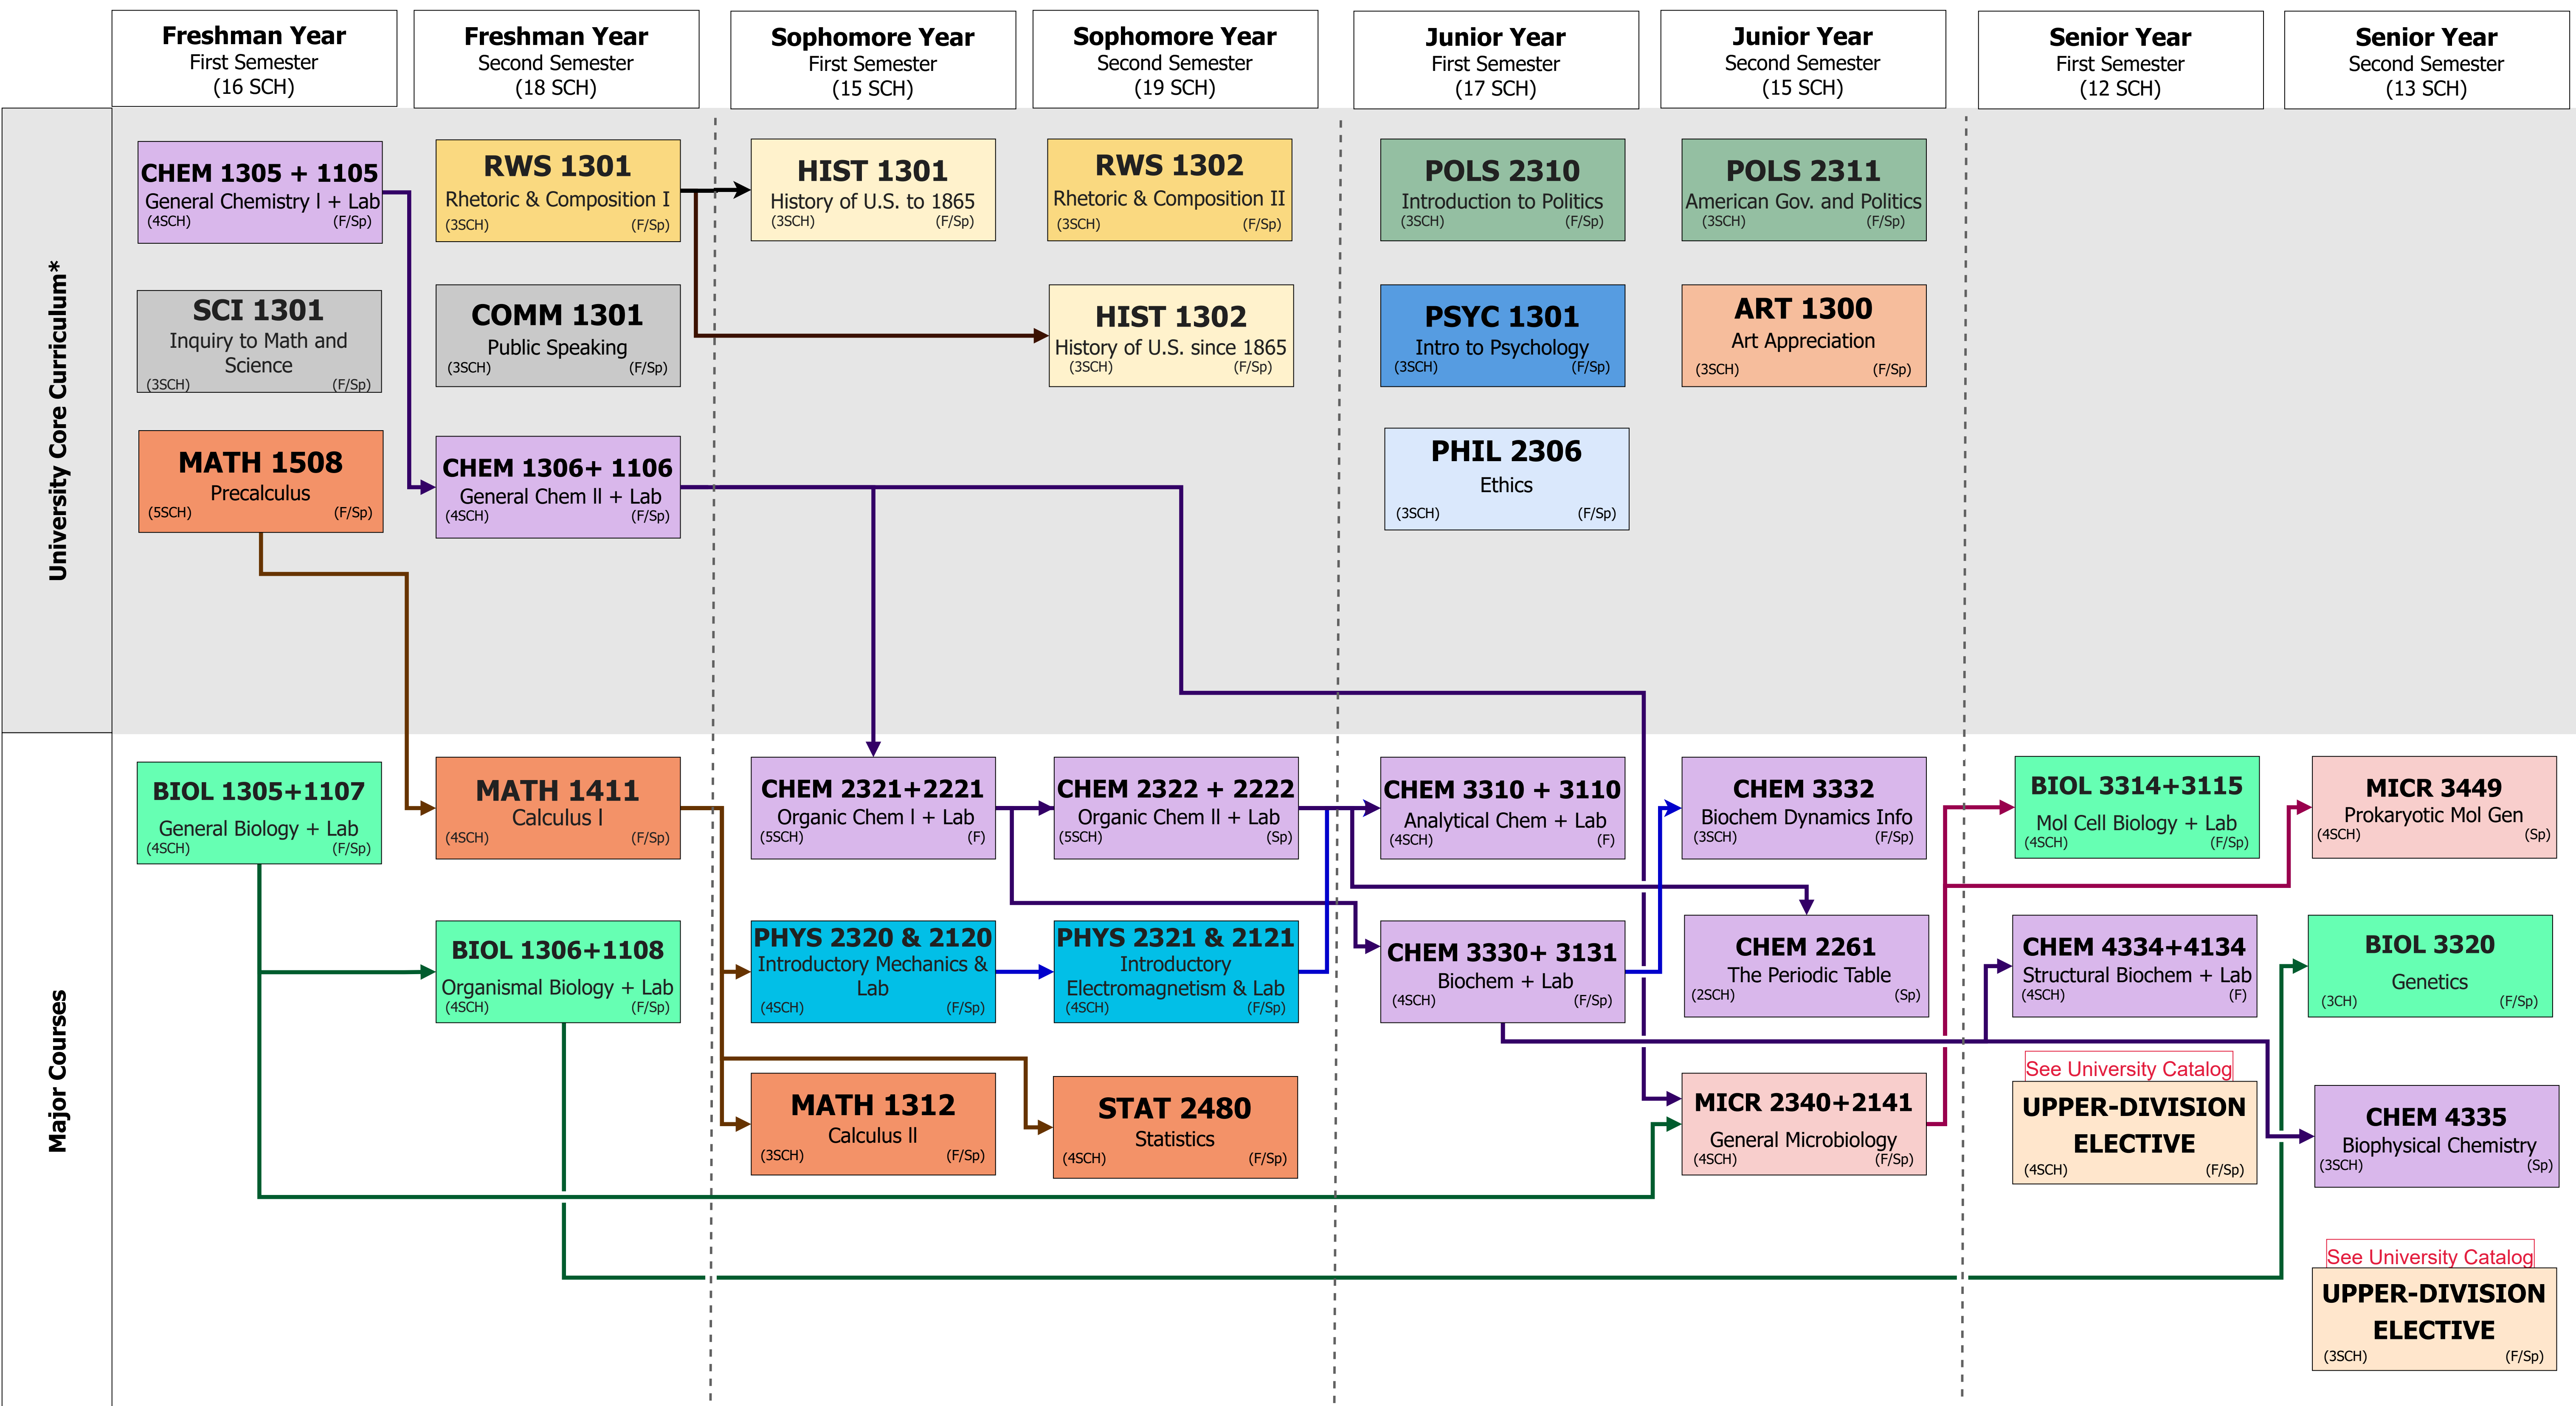 Freshman Year
First Semester
(16 SCH)
Freshman Year
Second Semester
(18 SCH)
Sophomore Year
First Semester
(15 SCH)
Sophomore Year
Second Semester
(19 SCH)
Junior Year
First Semester
(17 SCH)
Junior Year
Second Semester
(15 SCH)
Senior Year
First Semester
(12 SCH)
Senior Year
Second Semester
(13 SCH)
University Core Curriculum*
CHEM 1305 + 1105
General Chemistry l + Lab
(4SCH) (F/Sp)
RWS 1301
Rhetoric & Composition I
(3SCH) (F/Sp)
HIST 1301
History of U.S. to 1865
(3SCH) (F/Sp)
RWS 1302
Rhetoric & Composition II
(3SCH) (F/Sp)
POLS 2310
Introduction to Politics
(3SCH) (F/Sp)
POLS 2311
American Gov. and Politics
(3SCH) (F/Sp)
SCI 1301
Inquiry to Math and
Science
(3SCH) (F/Sp)
COMM 1301
Public Speaking
(3SCH) (F/Sp)
HIST 1302
History of U.S. since 1865
(3SCH) (F/Sp)
PSYC 1301
Intro to Psychology
(3SCH) (F/Sp)
ART 1300
Art Appreciation
(3SCH) (F/Sp)
MATH 1508
Precalculus
(5SCH) (F/Sp)
CHEM 1306+ 1106
General Chem ll + Lab
(4SCH) (F/Sp)
PHIL 2306
Ethics
(3SCH) (F/Sp)
Major Courses
BIOL 1305+1107
General Biology + Lab
(4SCH) (F/Sp)
MATH 1411
Calculus l
(4SCH) (F/Sp)
CHEM 2321+2221
Organic Chem l + Lab
(5SCH) (F)
CHEM 2322 + 2222
Organic Chem ll + Lab
(5SCH) (Sp)
CHEM 3310 + 3110
Analytical Chem + Lab
(4SCH) (F)
CHEM 3332
Biochem Dynamics Info
(3SCH) (F/Sp)
BIOL 3314+3115
Mol Cell Biology + Lab
(4SCH) (F/Sp)
MICR 3449
Prokaryotic Mol Gen
(4SCH) (Sp)
BIOL 1306+1108
Organismal Biology + Lab
(4SCH) (F/Sp)
PHYS 2320 & 2120
Introductory Mechanics &
Lab
(4SCH) (F/Sp)
PHYS 2321 & 2121
Introductory
Electromagnetism & Lab
(4SCH) (F/Sp)
CHEM 3330+ 3131
Biochem + Lab
(4SCH) (F/Sp)
CHEM 2261
The Periodic Table
(2SCH) (Sp)
CHEM 4334+4134
Structural Biochem + Lab
(4SCH) (F)
BIOL 3320
Genetics
(3CH) (F/Sp)
MATH 1312
Calculus ll
(3SCH) (F/Sp)
STAT 2480
Statistics
(4SCH) (F/Sp)
MICR 2340+2141
General Microbiology
(4SCH) (F/Sp)
See University Catalog
UPPER-DIVISION
ELECTIVE
(4SCH) (F/Sp)
CHEM 4335
Biophysical Chemistry
(3SCH) (Sp)
See University Catalog
UPPER-DIVISION
ELECTIVE
(3SCH) (F/Sp)